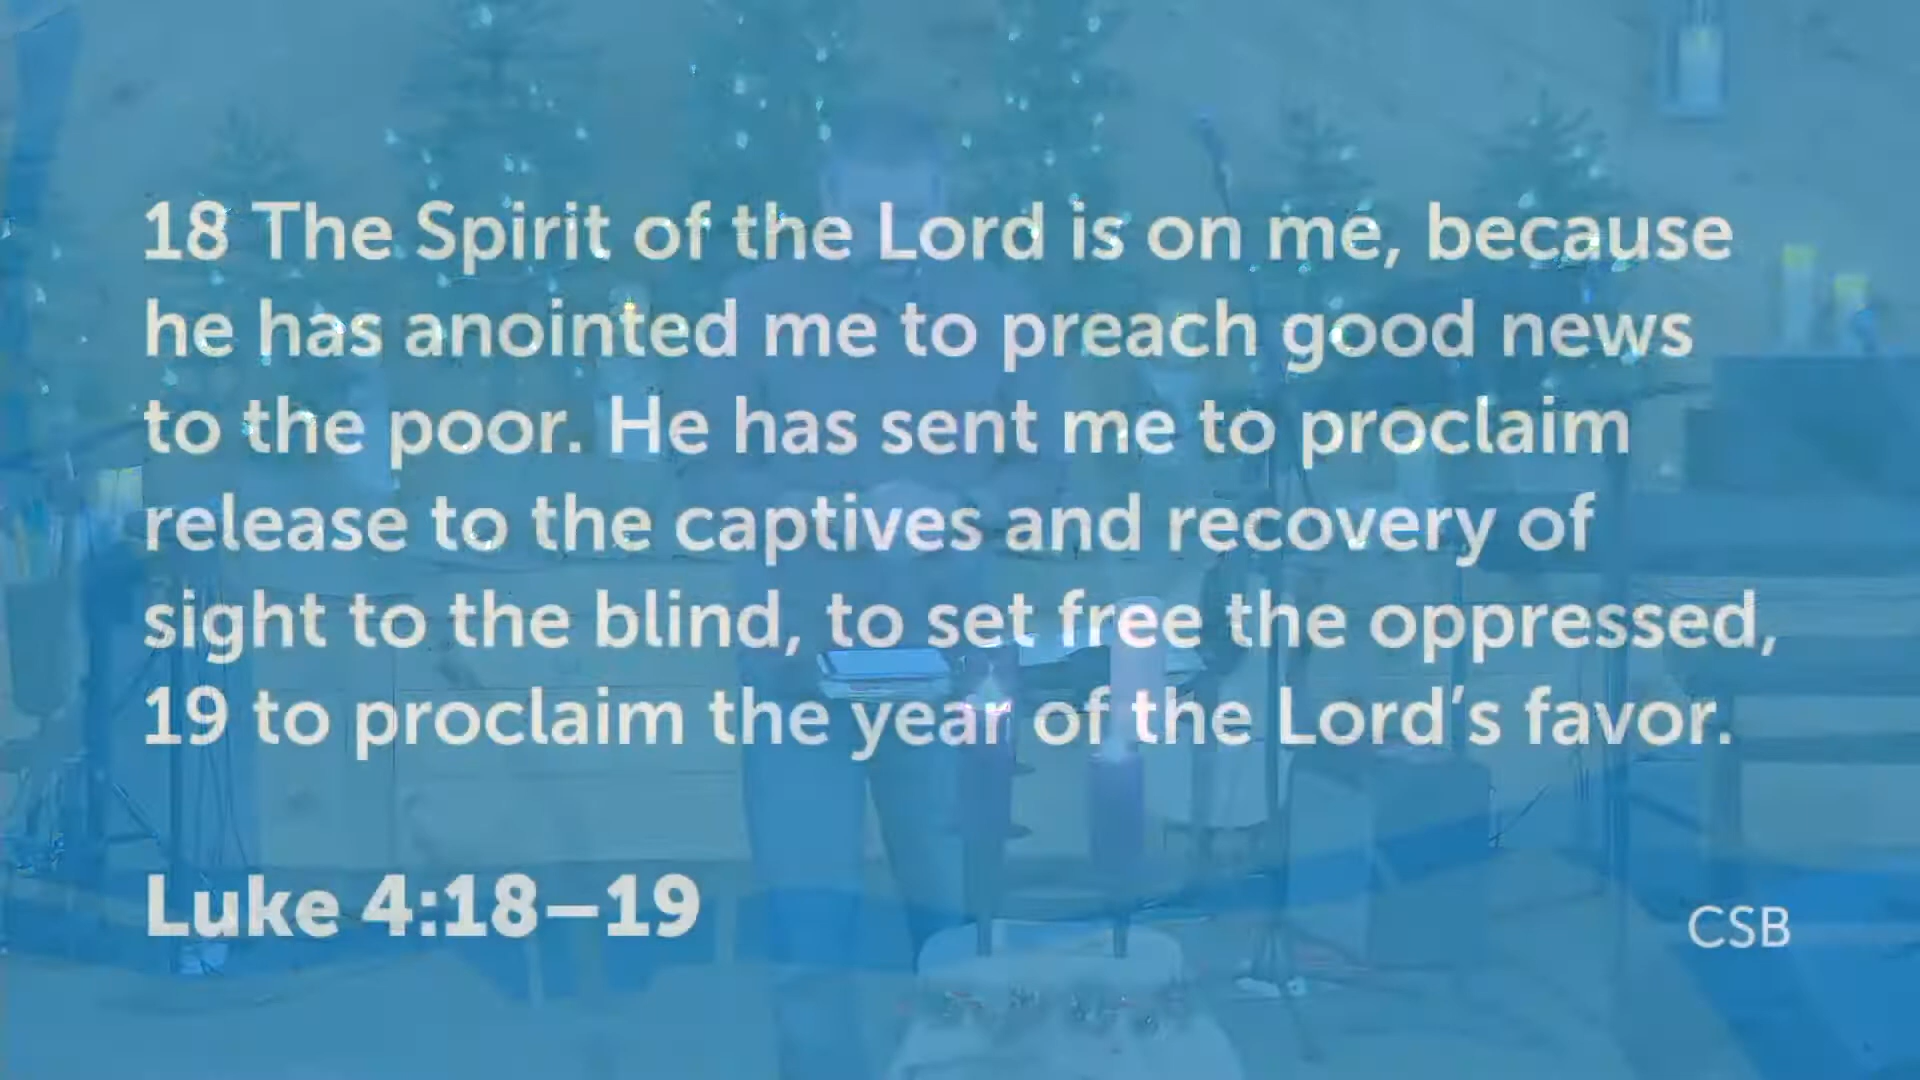 18 The Spirit of the Lord is on me, because
he has anointed me to preach good news
to the poor. He has sent me to proclaim
release to the captives and recovery of
sight to the blind, to set free the oppressed,
19 to proclaim the year of the Lord’s favor.
Luke 4:18–19
CSB